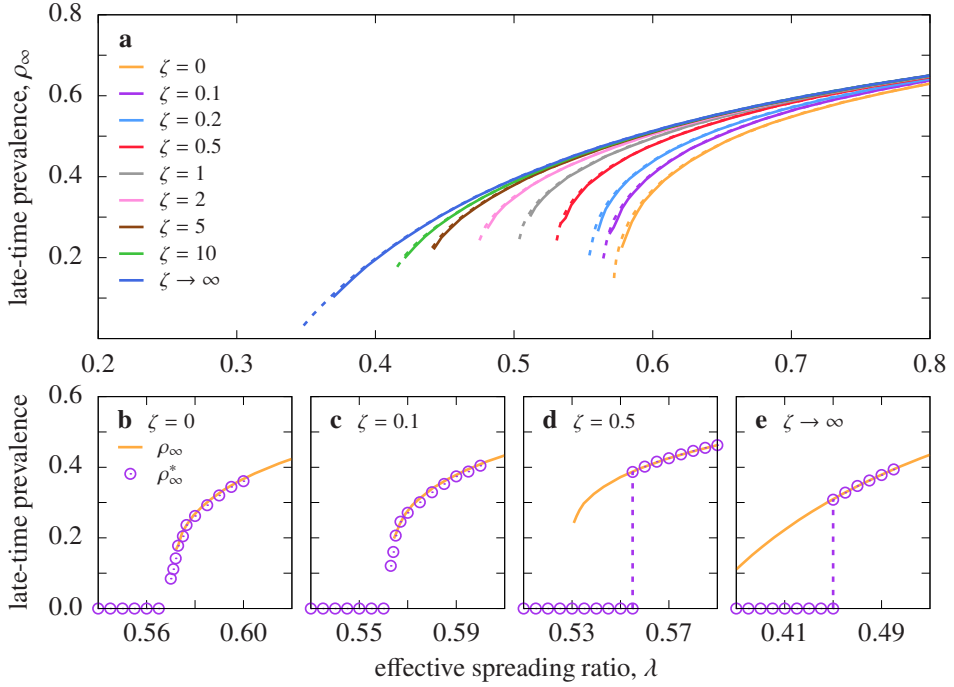 late-time prevalence, ρ∞
0.8
0.6
0.4
0.2
a
ζ = 0
ζ = 0.1
ζ = 0.2
ζ = 0.5
ζ = 1
ζ = 2
ζ = 5
ζ = 10
ζ → ∞
0.2 0.3 0.4 0.5 0.6 0.7 0.8
late-time prevalence
0.6
0.4
0.2
0.0
b ζ = 0
ρ∞
ρ*∞
0.56 0.60
c ζ = 0.1
0.55 0.59
d ζ = 0.5
0.53 0.57
e ζ → ∞
0.41 0.49
effective spreading ratio, λ